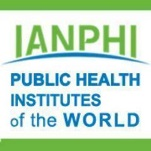 IANPHI
PUBLIC HEALTH
INSTITUTES
of the WORLD